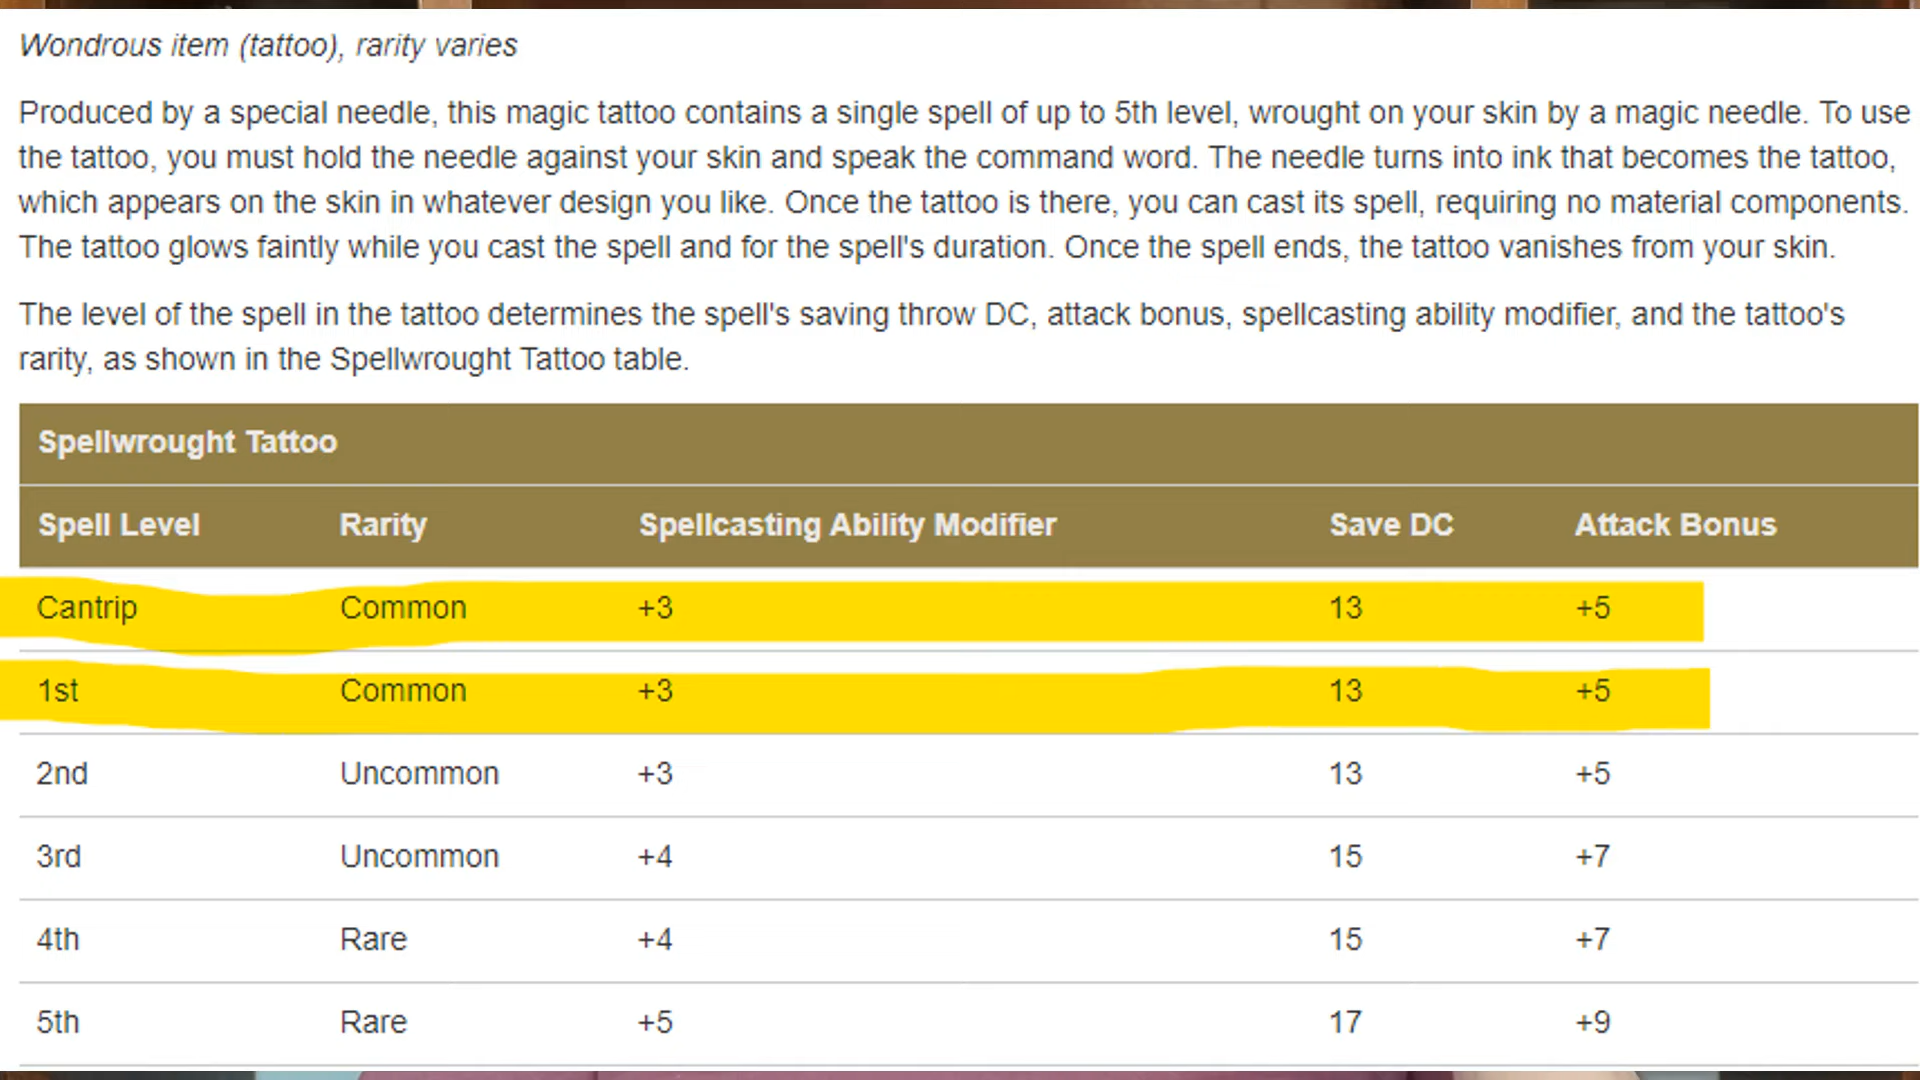 Wondrous item (tattoo), rarity varies
Produced by a special needle, this magic tattoo contains a single spell of up to 5th level, wrought on your skin by a magic needle. To use
the tattoo, you must hold the needle against your skin and speak the command word. The needle turns into ink that becomes the tattoo,
which appears on the skin in whatever design you like. Once the tattoo is there, you can cast its spell, requiring no material components.
The tattoo glows faintly while you cast the spell and for the spell's duration. Once the spell ends, the tattoo vanishes from your skin.
The level of the spell in the tattoo determines the spell's saving throw DC, attack bonus, spellcasting ability modifier, and the tattoo's
rarity, as shown in the Spellwrought Tattoo table.
Spellwrought Tattoo
Spell Level Rarity Spellcasting Ability Modifier Save DC Attack Bonus
Cantrip Common +3 13 +5
1st Common +3 13 +5
2nd Uncommon +3 13 +5
3rd Uncommon +4 15 +7
4th Rare +4 15 +7
5th Rare +5 17 +9